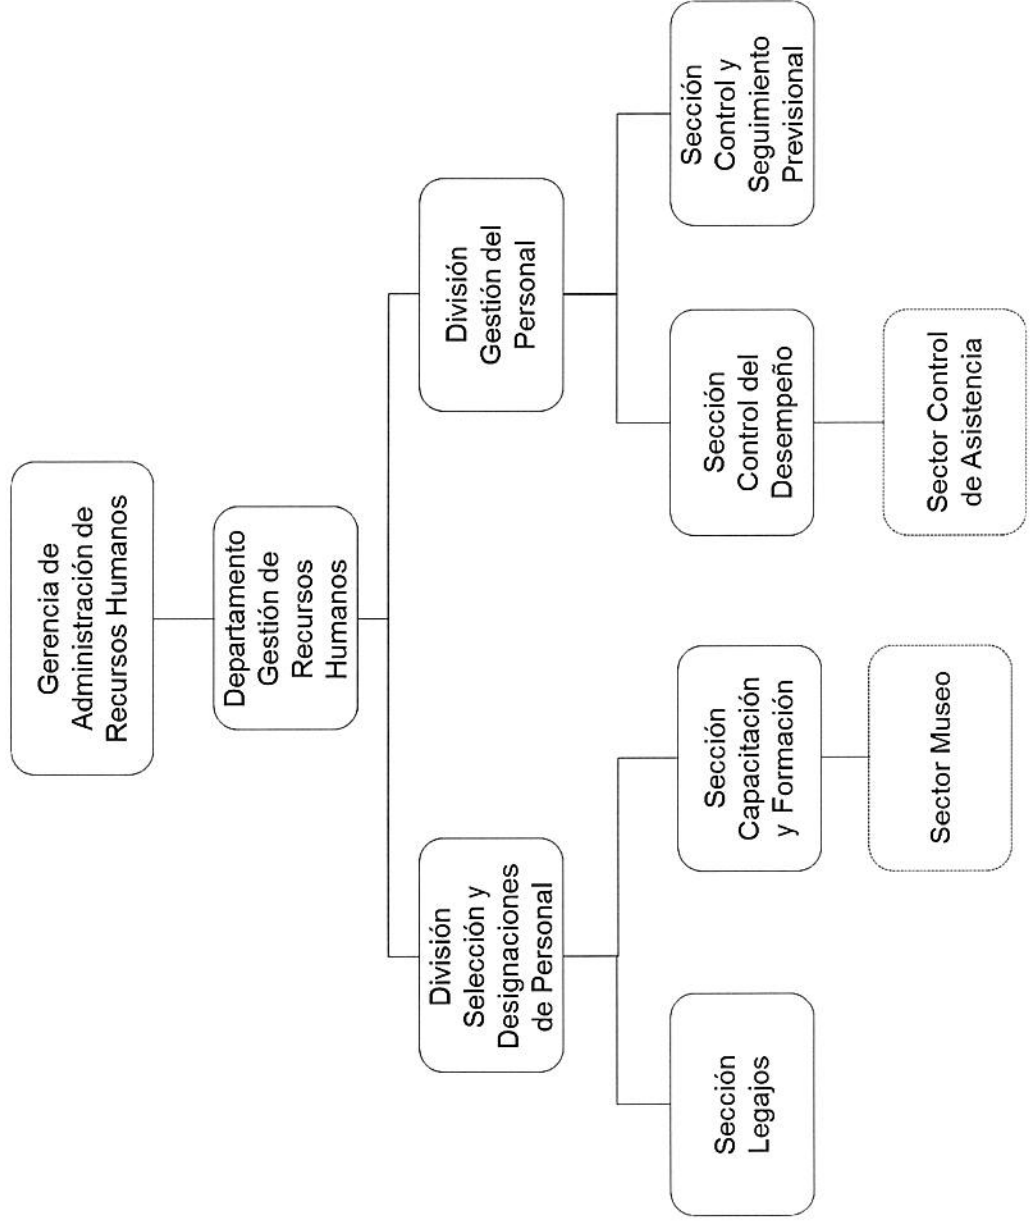 Gerencia de
Administración de
Recursos Humanos
Departamento
Gestión de
Recursos
Humanos
División
Selección y
Designaciones
de Personal
División
Gestión del
Personal
Sección
Legajos
Sección
Capacitación
y Formación
Sección
Control del
Desempeño
Sección
Control y
Seguimiento
Previsional
Sector Museo
Sector Control
de Asistencia